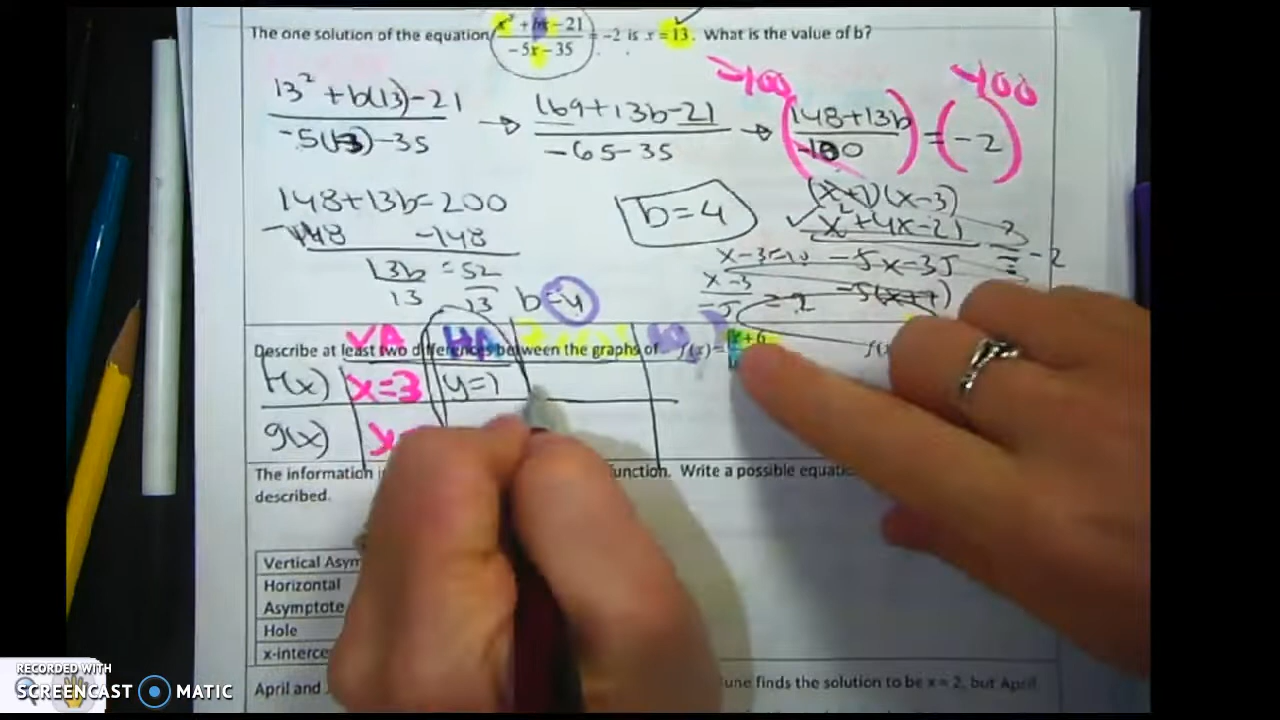 The one solution of the equation x² + bx − 21 / −5x − 35 = −2 is x = 13. What is the value of b?
13² + b(13) − 21 / −5(13) − 35 → 169 + 13b − 21 / −65 − 35 → (148 + 13b / −100) = (−2)
−100 −100
148 + 13b = 200
−148 −148
13b = 52
13 13 b = 4
b = 4
(x+7)(x−3)
x² + 4x − 21 = −2
−5x − 35
x − 3 = 10
x − 3 / −5 = −2 −5(x+7)
VA HA
Describe at least two differences between the graphs of f(x) = x + 6
f(x) x = 3 y = 1
g(x) x
The information function. Write a possible
described.
Vertical
Horizontal
Asymptote
Hole
April and June finds the solution to be x = 2, but April
RECORDED WITH
SCREENCAST MATIC